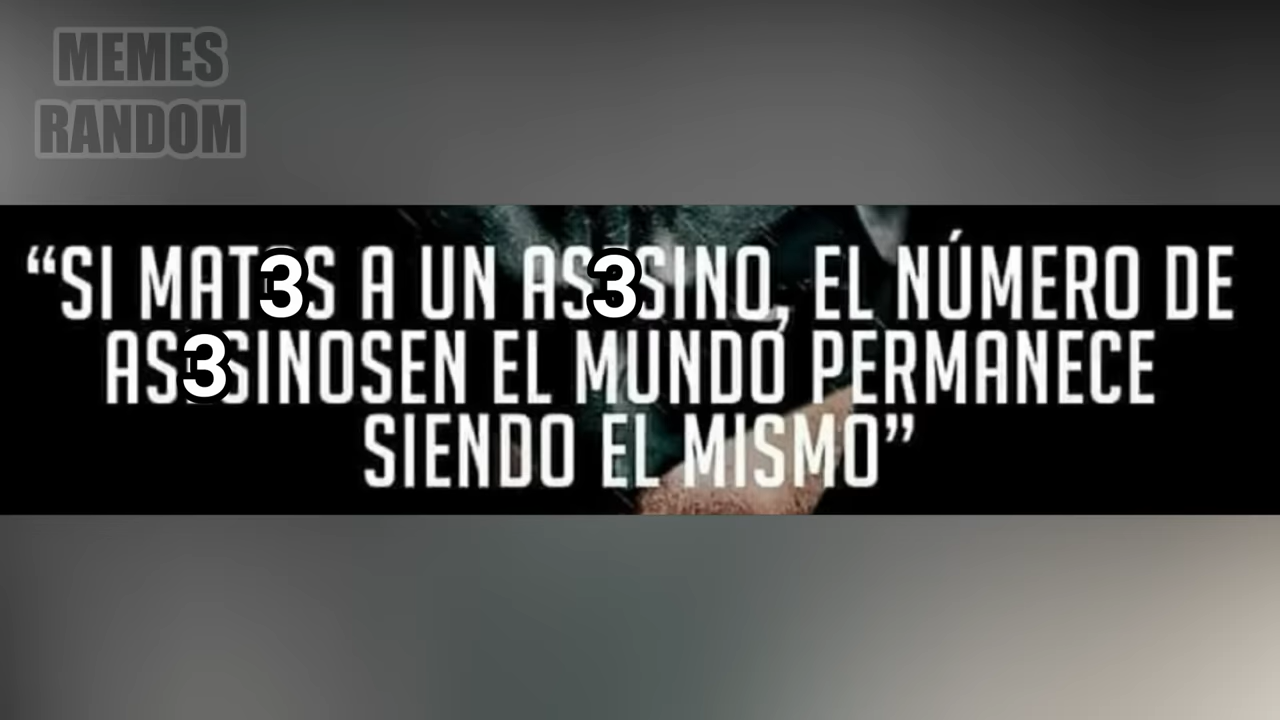 MEMES
RANDOM
“SI MAT3S A UN AS3SINO, EL NÚMERO DE
AS3SINOSEN EL MUNDO PERMANECE
SIENDO EL MISMO”